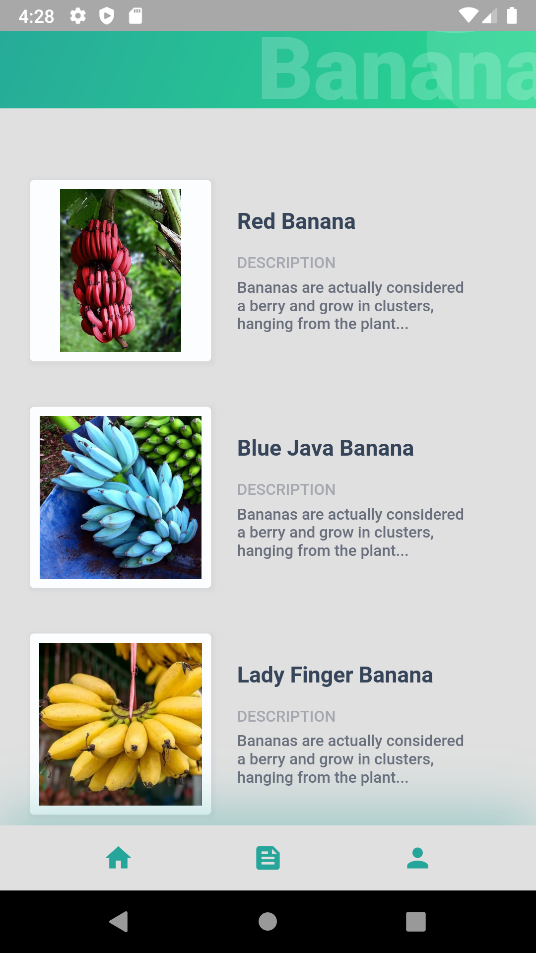 4:28
Banana
Red Banana
DESCRIPTION
Bananas are actually considered
a berry and grow in clusters,
hanging from the plant...
Blue Java Banana
DESCRIPTION
Bananas are actually considered
a berry and grow in clusters,
hanging from the plant...
Lady Finger Banana
DESCRIPTION
Bananas are actually considered
a berry and grow in clusters,
hanging from the plant...